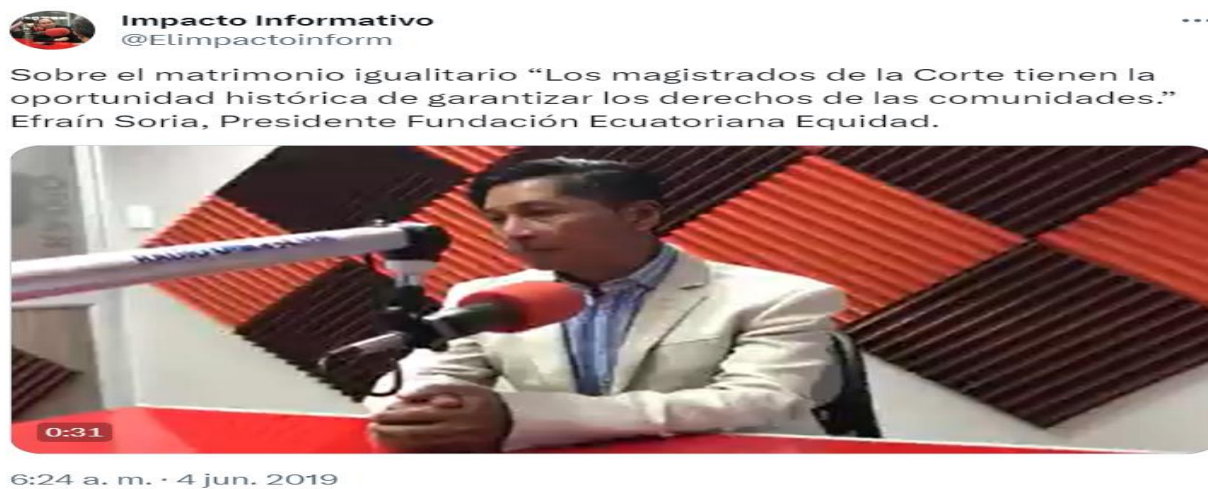 Impacto Informativo
@Elimpactoinform
Sobre el matrimonio igualitario “Los magistrados de la Corte tienen la
oportunidad histórica de garantizar los derechos de las comunidades.”
Efraín Soria, Presidente Fundación Ecuatoriana Equidad.
RADIO
0:31
6:24 a. m. · 4 jun. 2019